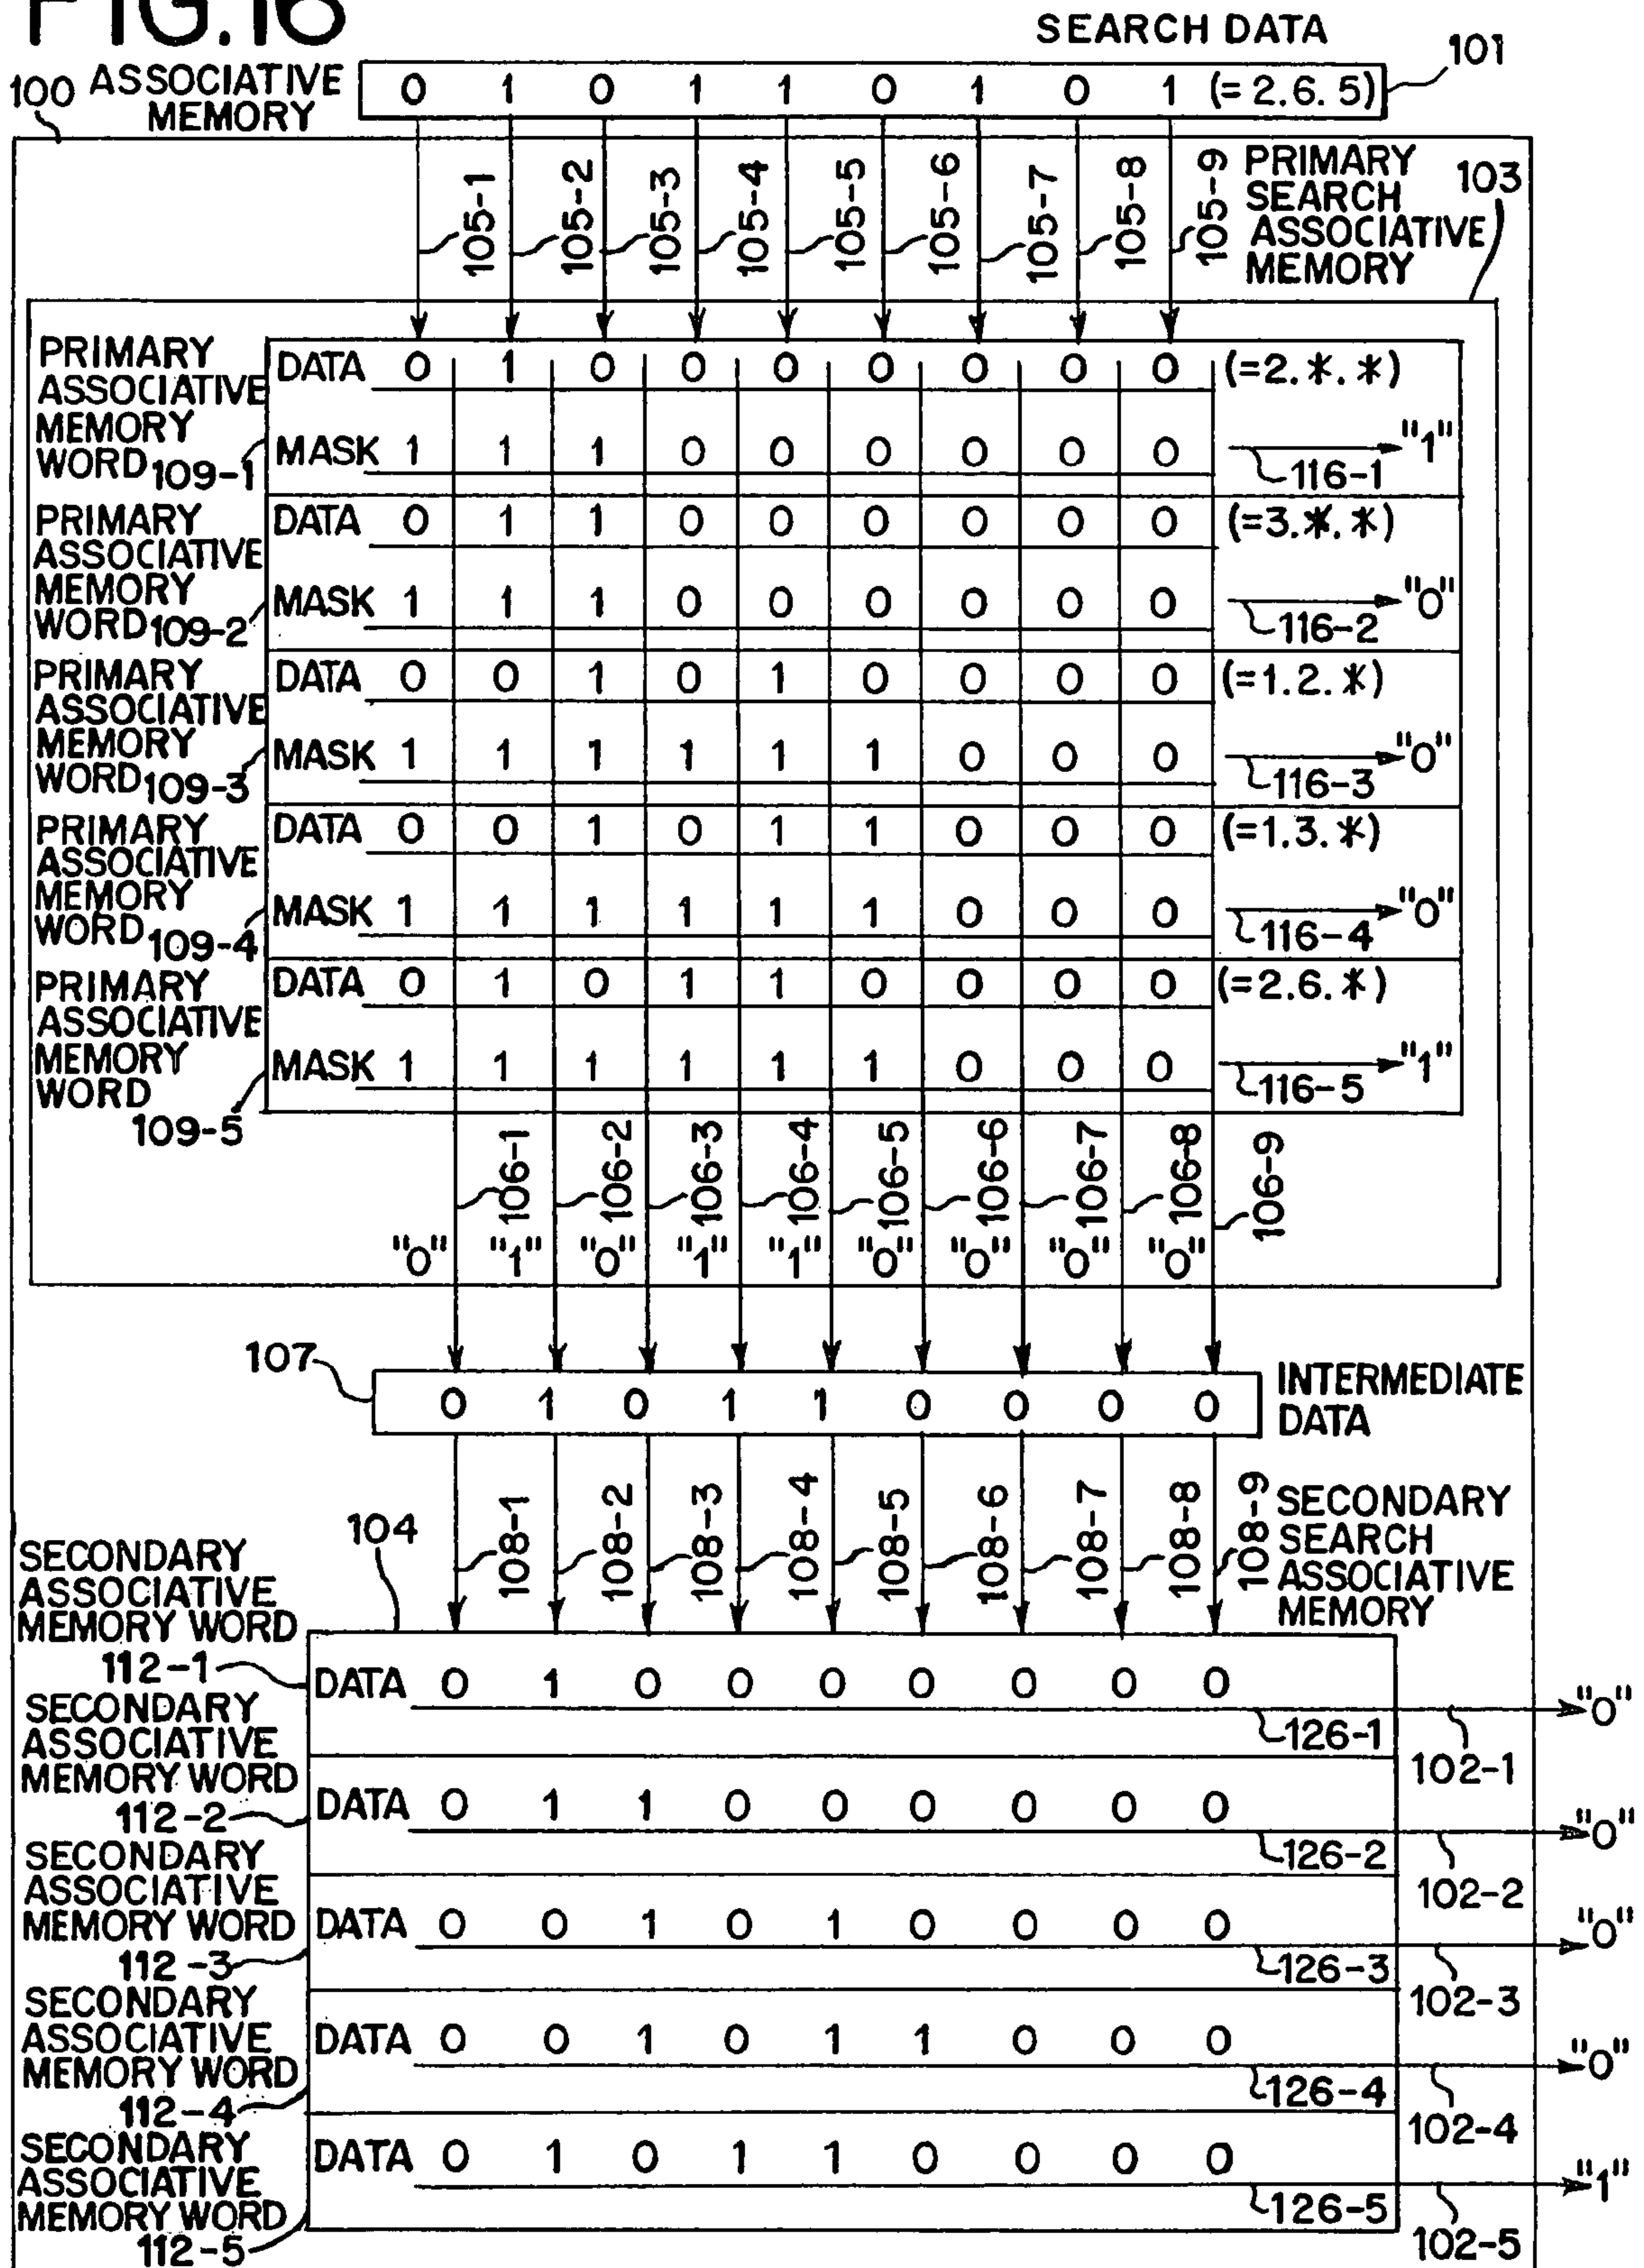 FIG.16
SEARCH DATA
101
100 ASSOCIATIVE MEMORY
0 1 0 1 1 0 1 0 1 (= 2.6.5)
105-1 105-2 105-3 105-4 105-5 105-6 105-7 105-8 105-9
PRIMARY
SEARCH
ASSOCIATIVE
MEMORY
103
PRIMARY
ASSOCIATIVE
MEMORY
WORD 109-1
DATA 0 1 0 0 0 0 0 0 0 (=2.*.*)
MASK 1 1 1 0 0 0 0 0 0 "1"
116-1
PRIMARY
ASSOCIATIVE
MEMORY
WORD 109-2
DATA 0 1 1 0 0 0 0 0 0 (=3.*.*)
MASK 1 1 1 0 0 0 0 0 0 "0"
116-2
PRIMARY
ASSOCIATIVE
MEMORY
WORD 109-3
DATA 0 0 1 0 1 0 0 0 0 (=1.2.*)
MASK 1 1 1 1 1 1 0 0 0 "0"
116-3
PRIMARY
ASSOCIATIVE
MEMORY
WORD 109-4
DATA 0 0 1 0 1 1 0 0 0 (=1.3.*)
MASK 1 1 1 1 1 1 0 0 0 "0"
116-4
PRIMARY
ASSOCIATIVE
MEMORY
WORD
109-5
DATA 0 1 0 1 1 0 0 0 0 (=2.6.*)
MASK 1 1 1 1 1 1 0 0 0 "1"
116-5
106-1 106-2 106-3 106-4 106-5 106-6 106-7 106-8 106-9
"0" "1" "0" "1" "1" "0" "0" "0" "0"
107
0 1 0 1 1 0 0 0 0
INTERMEDIATE
DATA
108-1 108-2 108-3 108-4 108-5 108-6 108-7 108-8 108-9
SECONDARY
SEARCH
ASSOCIATIVE
MEMORY
104
SECONDARY
ASSOCIATIVE
MEMORY WORD
112-1
DATA 0 1 0 0 0 0 0 0 0
126-1
102-1
"0"
SECONDARY
ASSOCIATIVE
MEMORY WORD
112-2
DATA 0 1 1 0 0 0 0 0 0
126-2
102-2
"0"
SECONDARY
ASSOCIATIVE
MEMORY WORD
112-3
DATA 0 0 1 0 1 0 0 0 0
126-3
102-3
"0"
SECONDARY
ASSOCIATIVE
MEMORY WORD
112-4
DATA 0 0 1 0 1 1 0 0 0
126-4
102-4
"0"
SECONDARY
ASSOCIATIVE
MEMORY WORD
112-5
DATA 0 1 0 1 1 0 0 0 0
126-5
102-5
"1"